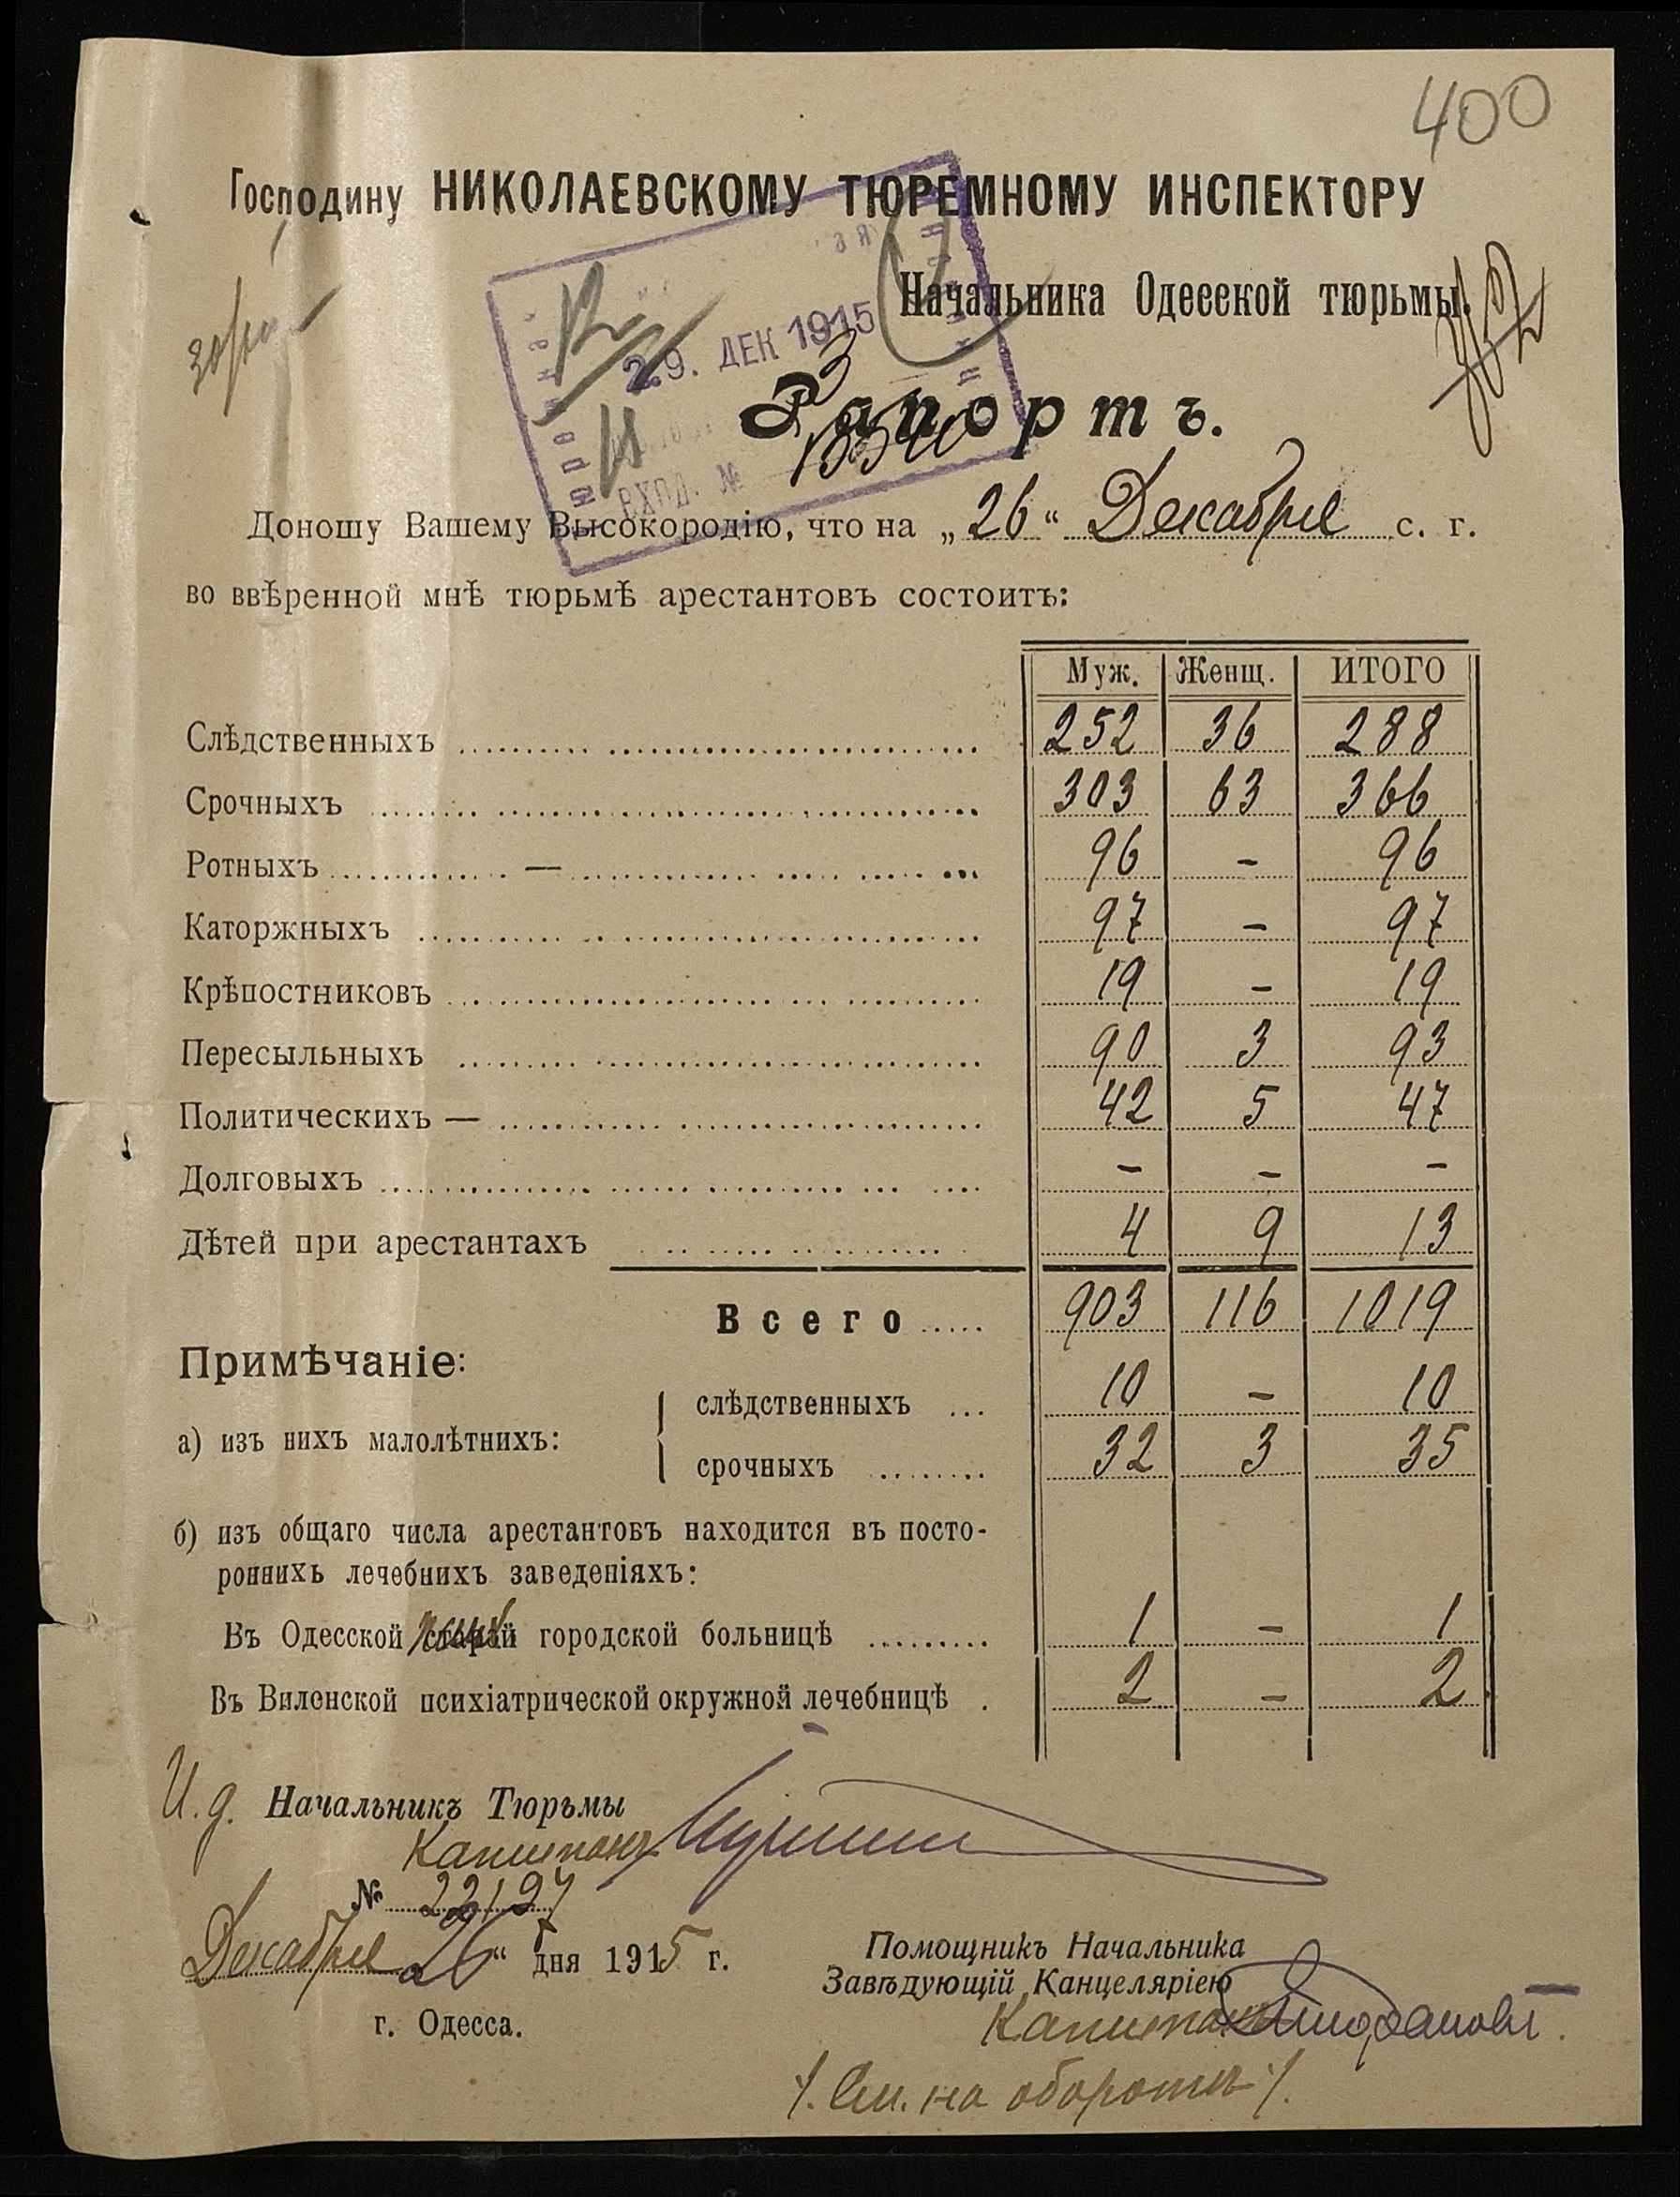 400
Господину НИКОЛАЕВСКОМУ ТЮРЕМНОМУ ИНСПЕКТОРУ
Начальника Одесской тюрьмы.
29. ДЕК 1915
Рапортъ.
ВХОД. №
Доношу Вашему Высокородію, что на „26“ Декабря с. г.
во ввѣренной мнѣ тюрьмѣ арестантовъ состоитъ:
Муж. Женщ. ИТОГО
Слѣдственныхъ 252 36 288
Срочныхъ 303 63 366
Ротныхъ — 96 - 96
Каторжныхъ 97 - 97
Крѣпостниковъ 19 - 19
Пересыльныхъ 90 3 93
Политическихъ — 42 5 47
Долговыхъ - - -
Дѣтей при арестантахъ 4 9 13
Всего 903 116 1019
Примѣчаніе:
а) изъ нихъ малолѣтнихъ:
слѣдственныхъ 10 - 10
срочныхъ 32 3 35
б) изъ общаго числа арестантовъ находится въ посто-
роннихъ лечебнихъ заведеніяхъ:
Въ Одесской старой городской больницѣ 1 - 1
Въ Виленской психіатрической окружной лечебницѣ 2 - 2
И. д. Начальникъ Тюрьмы
Капитанъ
№ 22127
Декабря 26“ дня 1915 г.
г. Одесса.
Помощникъ Начальника
Завѣдующій Канцеляріею
Капитанъ
/. См. на оборотѣ /.